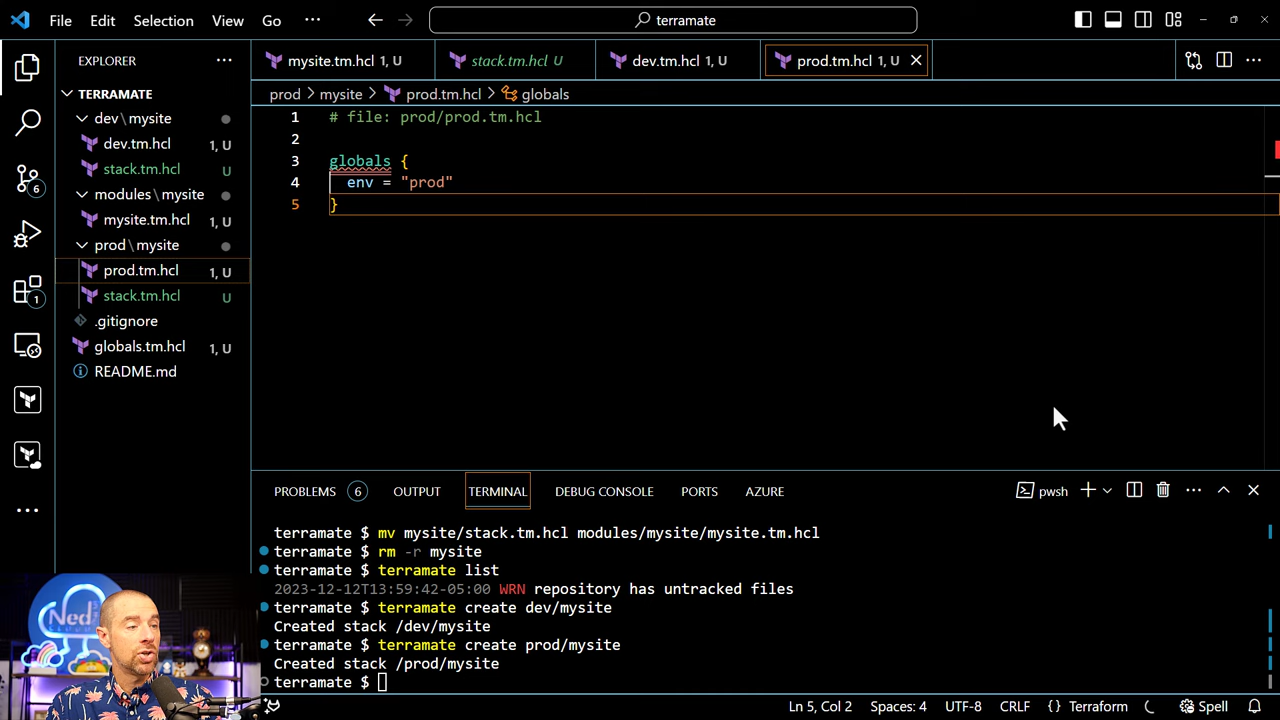 File Edit Selection View Go ··· terramate
EXPLORER ···
TERRAMATE
dev\mysite
dev.tm.hcl 1, U
stack.tm.hcl U
modules\mysite
mysite.tm.hcl 1, U
prod\mysite
prod.tm.hcl 1, U
stack.tm.hcl U
.gitignore
globals.tm.hcl 1, U
README.md
6
1
mysite.tm.hcl 1, U stack.tm.hcl U dev.tm.hcl 1, U prod.tm.hcl 1, U
prod > mysite > prod.tm.hcl > globals
1 # file: prod/prod.tm.hcl
2
3 globals {
4 env = "prod"
5 }
PROBLEMS 6 OUTPUT TERMINAL DEBUG CONSOLE PORTS AZURE pwsh
terramate $ mv mysite/stack.tm.hcl modules/mysite/mysite.tm.hcl
terramate $ rm -r mysite
terramate $ terramate list
2023-12-12T13:59:42-05:00 WRN repository has untracked files
terramate $ terramate create dev/mysite
Created stack /dev/mysite
terramate $ terramate create prod/mysite
Created stack /prod/mysite
terramate $
Ned
Ln 5, Col 2 Spaces: 4 UTF-8 CRLF {} Terraform Spell